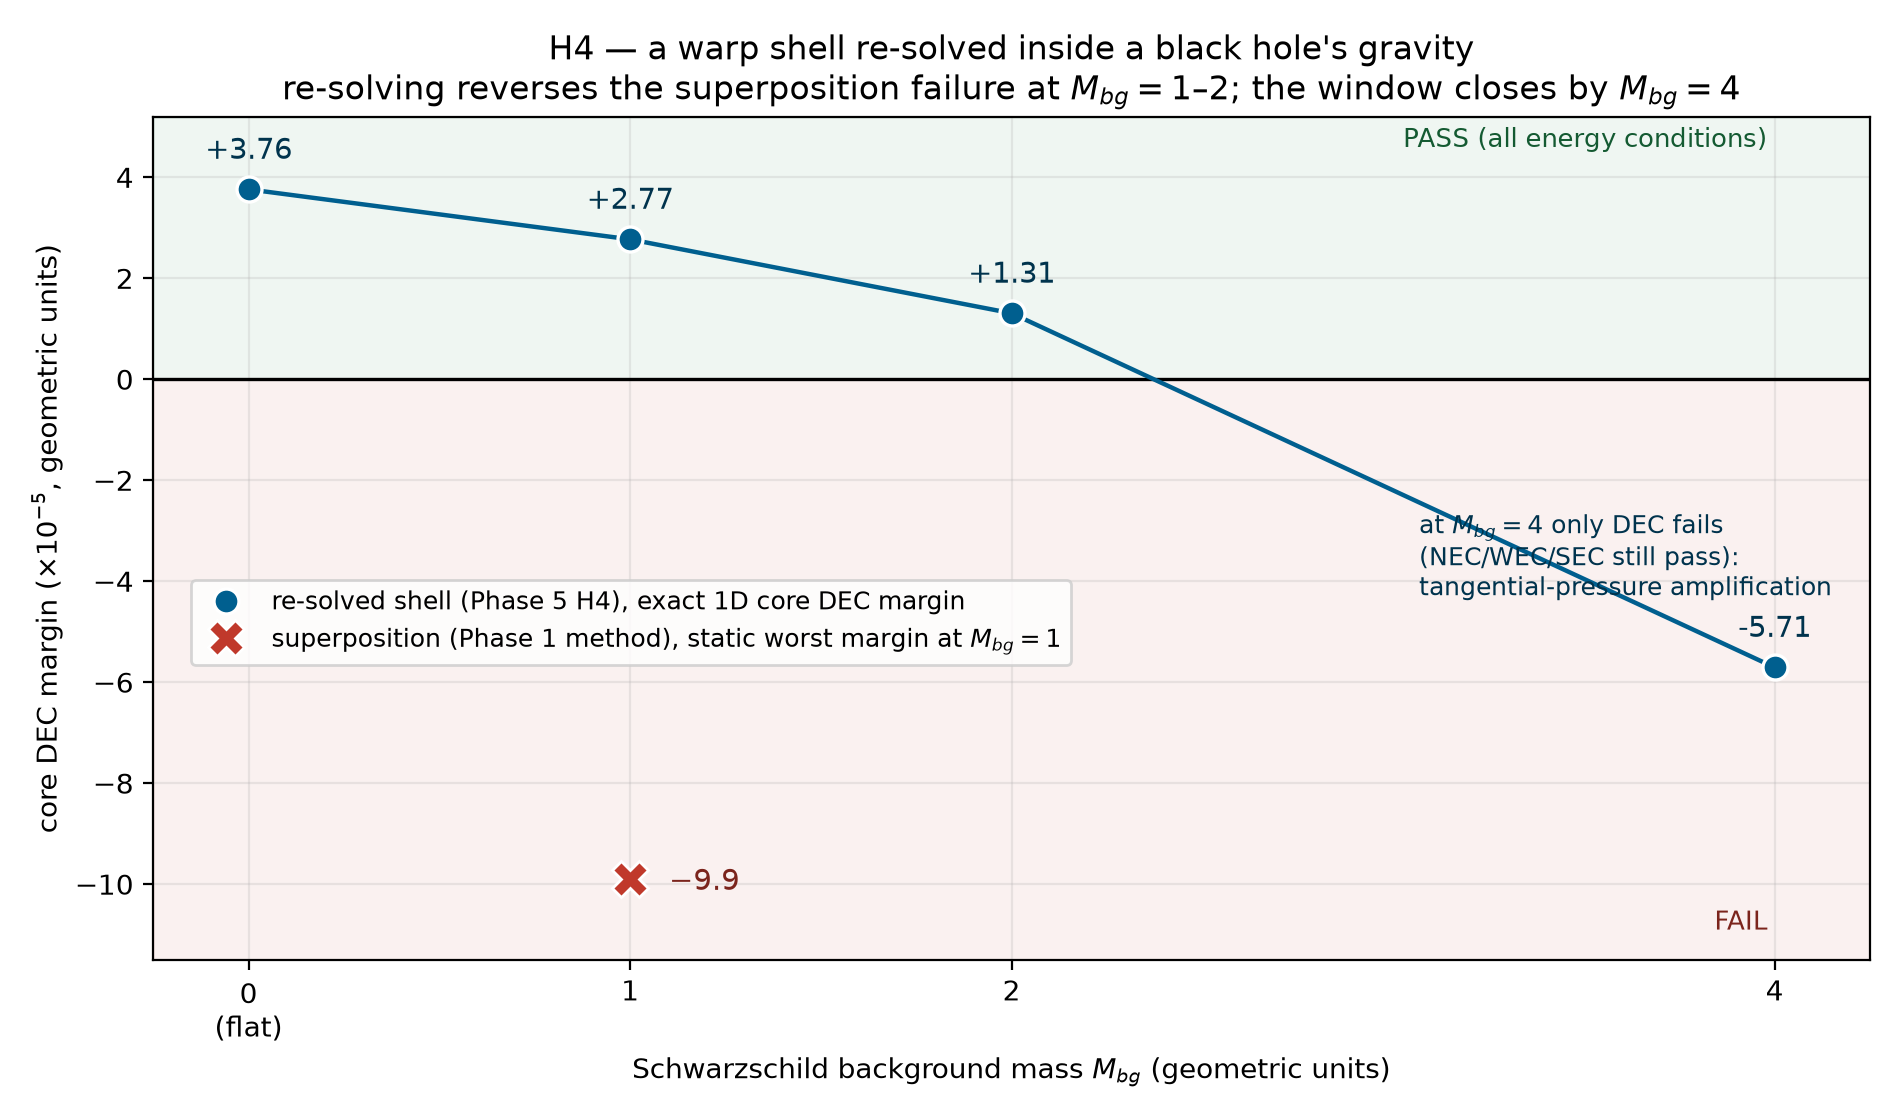 H4 — a warp shell re-solved inside a black hole's gravity
re-solving reverses the superposition failure at M_bg = 1–2; the window closes by M_bg = 4
PASS (all energy conditions)
+3.76
+2.77
+1.31
-5.71
−9.9
at M_bg = 4 only DEC fails
(NEC/WEC/SEC still pass):
tangential-pressure amplification
re-solved shell (Phase 5 H4), exact 1D core DEC margin
superposition (Phase 1 method), static worst margin at M_bg = 1
FAIL
core DEC margin (×10⁻⁵, geometric units)
4
2
0
−2
−4
−6
−8
−10
0
(flat)
1
2
4
Schwarzschild background mass M_bg (geometric units)